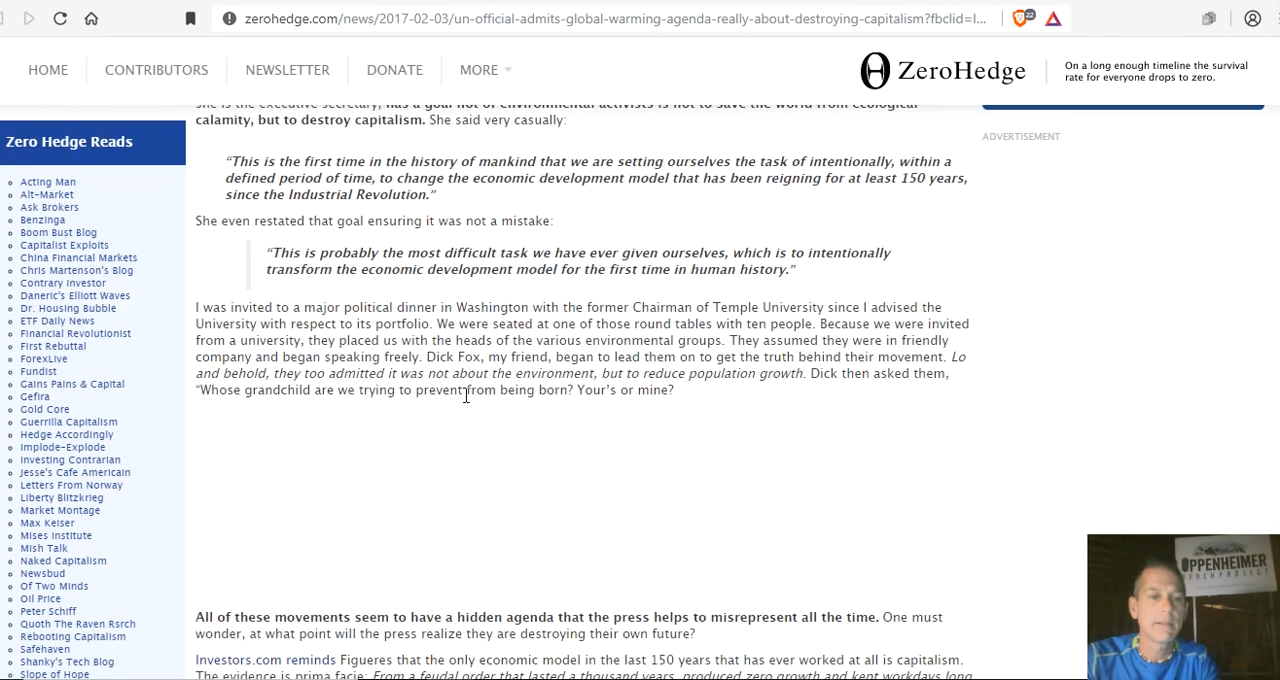 zerohedge.com/news/2017-02-03/un-official-admits-global-warming-agenda-really-about-destroying-capitalism?fbclid=I...
22
HOME
CONTRIBUTORS
NEWSLETTER
DONATE
MORE
ZeroHedge
On a long enough timeline the survival
rate for everyone drops to zero.
Zero Hedge Reads
Acting Man
Alt-Market
Ask Brokers
Benzinga
Boom Bust Blog
Capitalist Exploits
China Financial Markets
Chris Martenson's Blog
Contrary Investor
Daneric's Elliott Waves
Dr. Housing Bubble
ETF Daily News
Financial Revolutionist
First Rebuttal
ForexLive
Fundist
Gains Pains & Capital
Gefira
Gold Core
Guerrilla Capitalism
Hedge Accordingly
Implode-Explode
Investing Contrarian
Jesse's Cafe Americain
Letters From Norway
Liberty Blitzkrieg
Market Montage
Max Keiser
Mises Institute
Mish Talk
Naked Capitalism
Newsbud
Of Two Minds
Oil Price
Peter Schiff
Quoth The Raven Rsrch
Rebooting Capitalism
Safehaven
Shanky's Tech Blog
Slope of Hope
She is the executive secretary, has a goal not of environmental activists is not to save the world from ecological
calamity, but to destroy capitalism. She said very casually:
“This is the first time in the history of mankind that we are setting ourselves the task of intentionally, within a
defined period of time, to change the economic development model that has been reigning for at least 150 years,
since the Industrial Revolution.”
She even restated that goal ensuring it was not a mistake:
“This is probably the most difficult task we have ever given ourselves, which is to intentionally
transform the economic development model for the first time in human history.”
I was invited to a major political dinner in Washington with the former Chairman of Temple University since I advised the
University with respect to its portfolio. We were seated at one of those round tables with ten people. Because we were invited
from a university, they placed us with the heads of the various environmental groups. They assumed they were in friendly
company and began speaking freely. Dick Fox, my friend, began to lead them on to get the truth behind their movement. Lo
and behold, they too admitted it was not about the environment, but to reduce population growth. Dick then asked them,
“Whose grandchild are we trying to prevent from being born? Your’s or mine?
All of these movements seem to have a hidden agenda that the press helps to misrepresent all the time. One must
wonder, at what point will the press realize they are destroying their own future?
Investors.com reminds Figueres that the only economic model in the last 150 years that has ever worked at all is capitalism.
The evidence is prima facie: From a feudal order that lasted a thousand years, produced zero growth and kept workdays long
ADVERTISEMENT
OPPENHEIMER
PROJECT